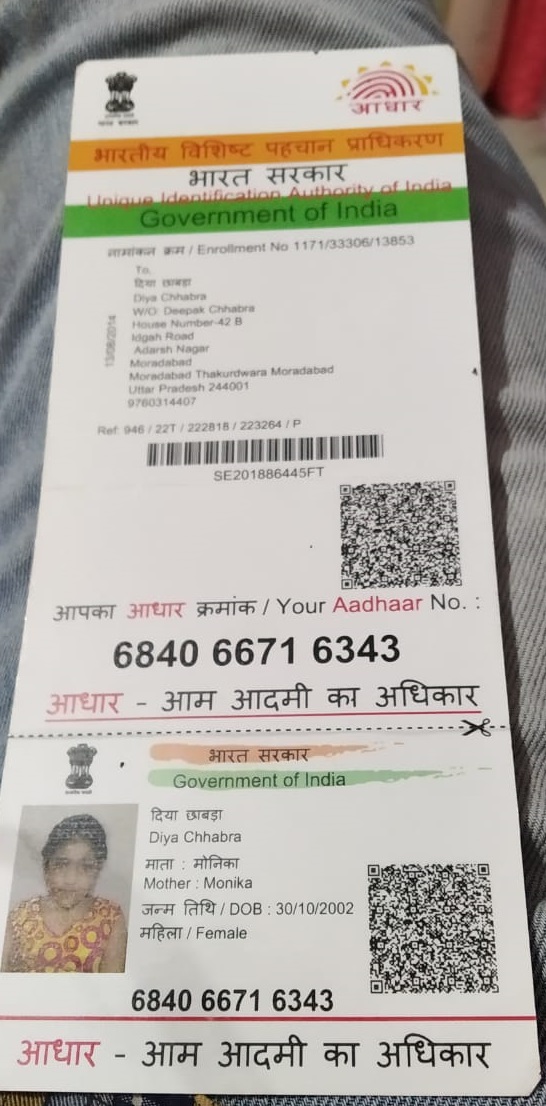 आधार
भारत सरकार
भारतीय विशिष्ट पहचान प्राधिकरण
भारत सरकार
Unique Identification Authority of India
Government of India
नामांकन क्रम / Enrollment No 1171/33306/13853
To,
दिया छाबड़ा
Diya Chhabra
W/O: Deepak Chhabra
House Number-42 B
Idgah Road
Adarsh Nagar
Moradabad
Moradabad Thakurdwara Moradabad
Uttar Pradesh 244001
9760314407
13/08/2014
Ref: 946 / 22T / 222818 / 223264 / P
SE201886445FT
आपका आधार क्रमांक / Your Aadhaar No. :
6840 6671 6343
आधार - आम आदमी का अधिकार
भारत सरकार
Government of India
दिया छाबड़ा
Diya Chhabra
माता : मोनिका
Mother : Monika
जन्म तिथि / DOB : 30/10/2002
महिला / Female
6840 6671 6343
आधार - आम आदमी का अधिकार